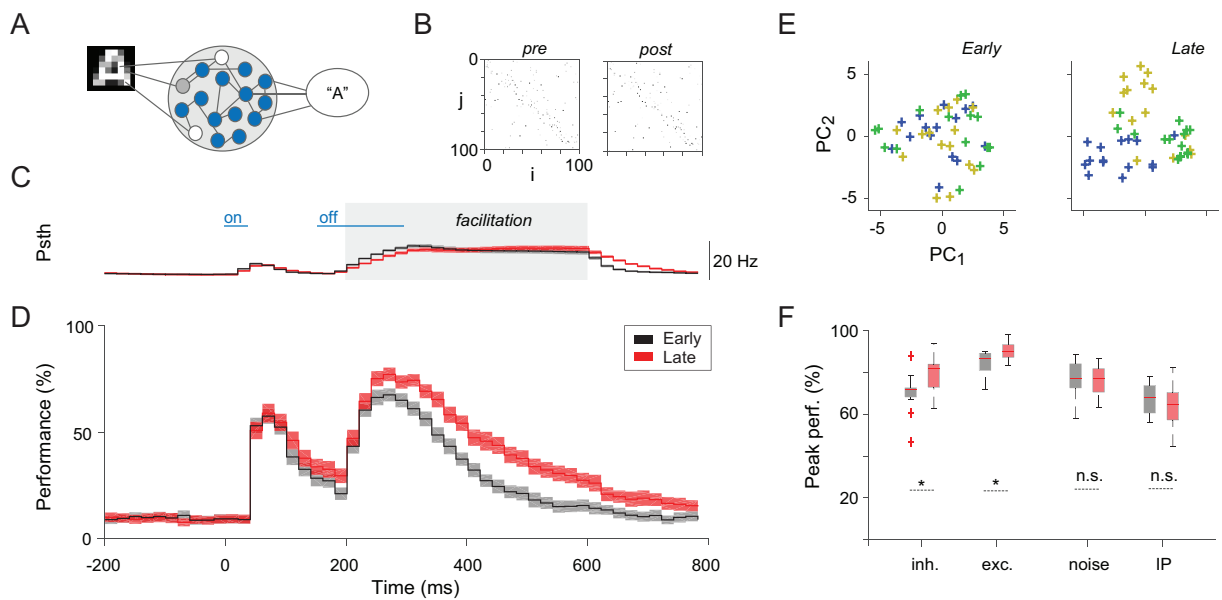 A
"A"
B
pre
post
0
j
100
0
i
100
C
Psth
on
off
facilitation
20 Hz
D
Performance (%)
100
50
0
-200
0
200
400
600
800
Time (ms)
Early
Late
E
Early
Late
PC2
5
0
-5
-5
0
5
PC1
F
Peak perf. (%)
100
60
20
*
*
n.s.
n.s.
inh.
exc.
noise
IP